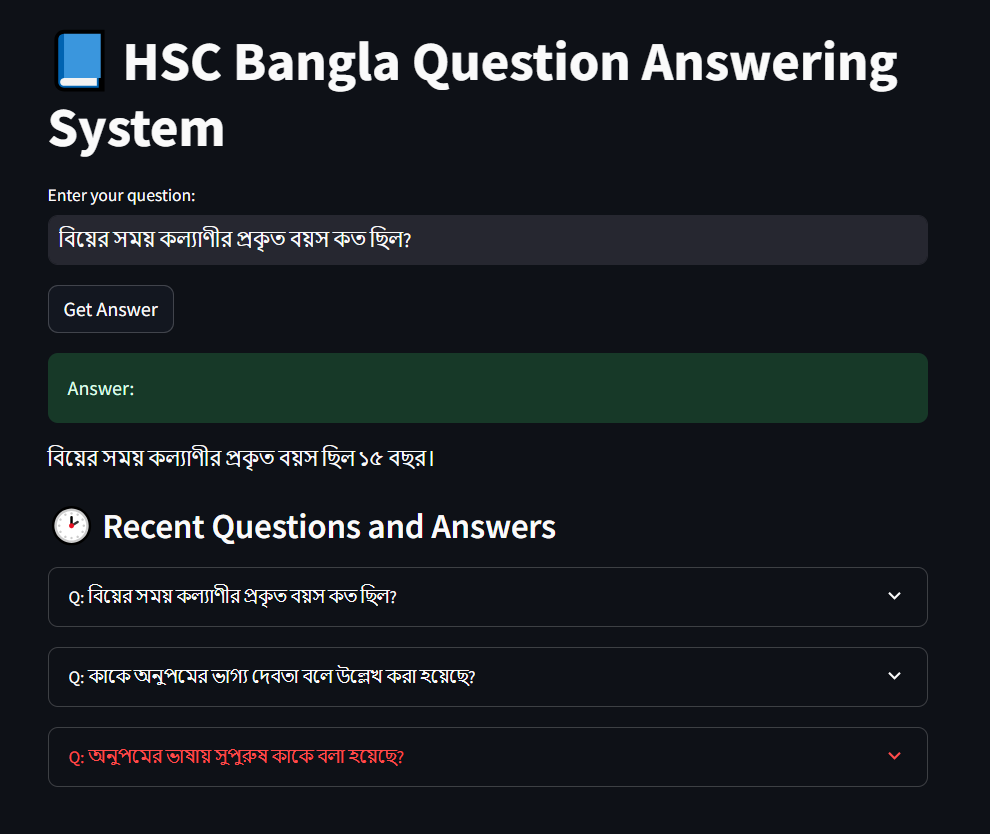 📘 HSC Bangla Question Answering
System
Enter your question:
বিয়ের সময় কল্যাণীর প্রকৃত বয়স কত ছিল?
Get Answer
Answer:
বিয়ের সময় কল্যাণীর প্রকৃত বয়স ছিল ১৫ বছর।
🕑 Recent Questions and Answers
Q: বিয়ের সময় কল্যাণীর প্রকৃত বয়স কত ছিল?
Q: কাকে অনুপমের ভাগ্য দেবতা বলে উল্লেখ করা হয়েছে?
Q: অনুপমের ভাষায় সুপুরুষ কাকে বলা হয়েছে?